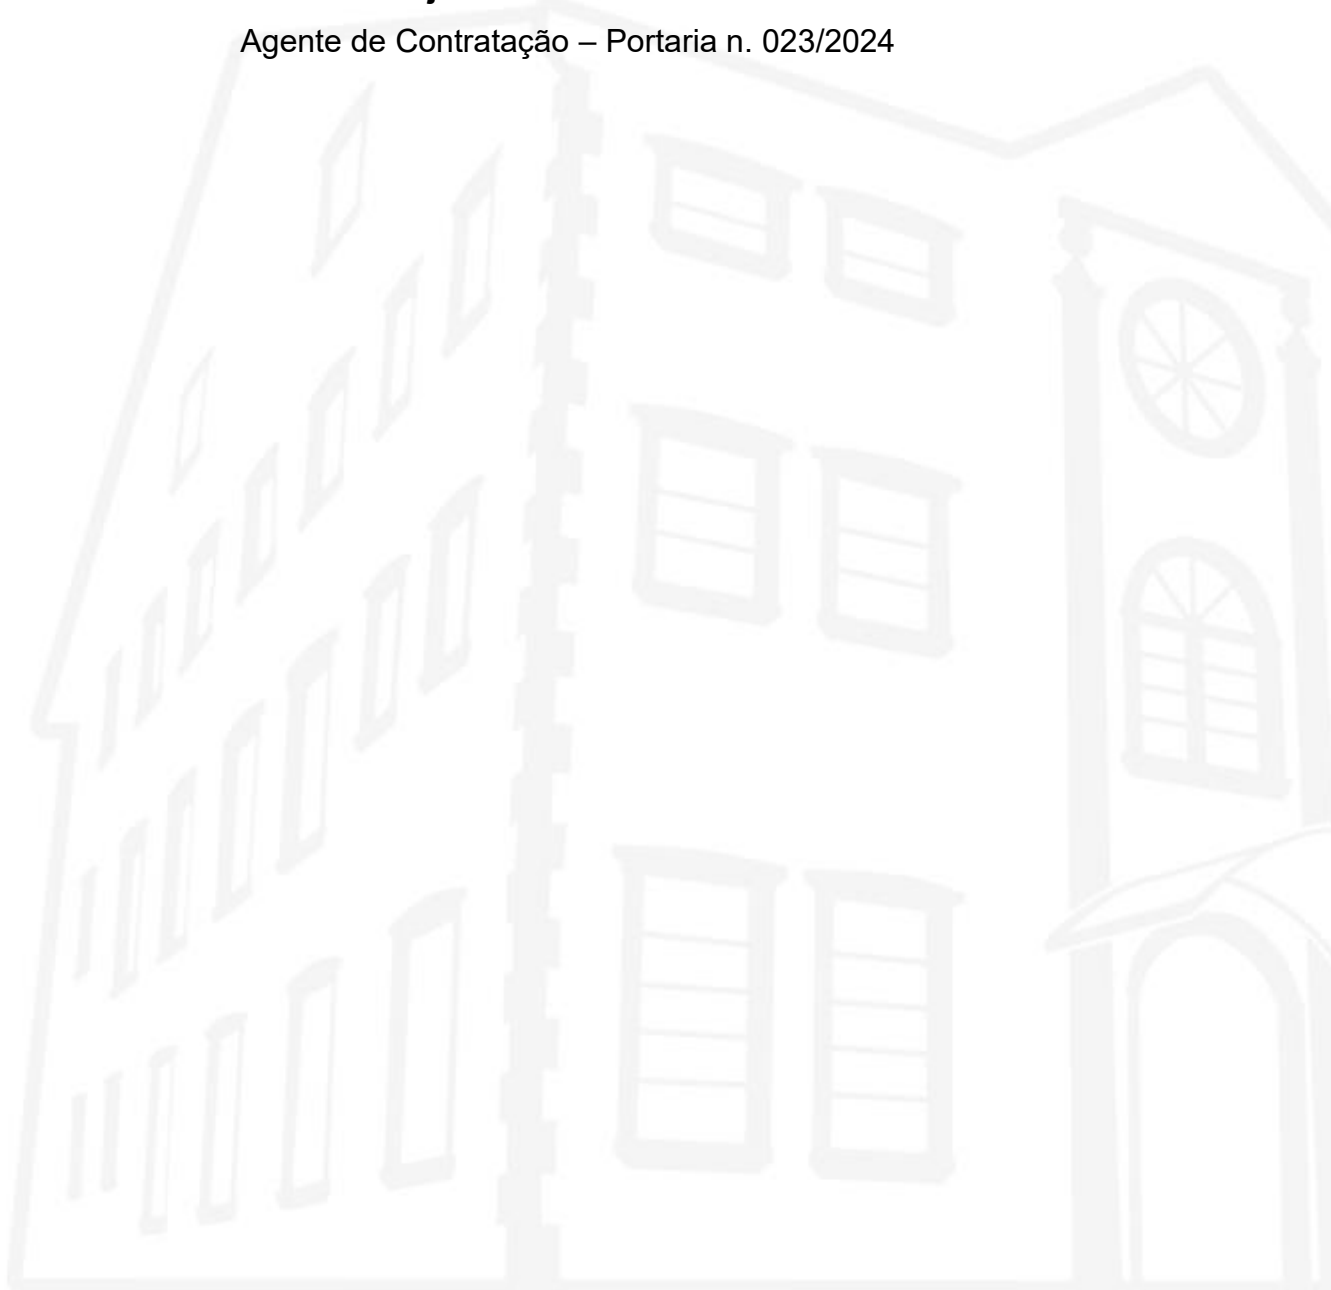 Agente de Contratação – Portaria n. 023/2024